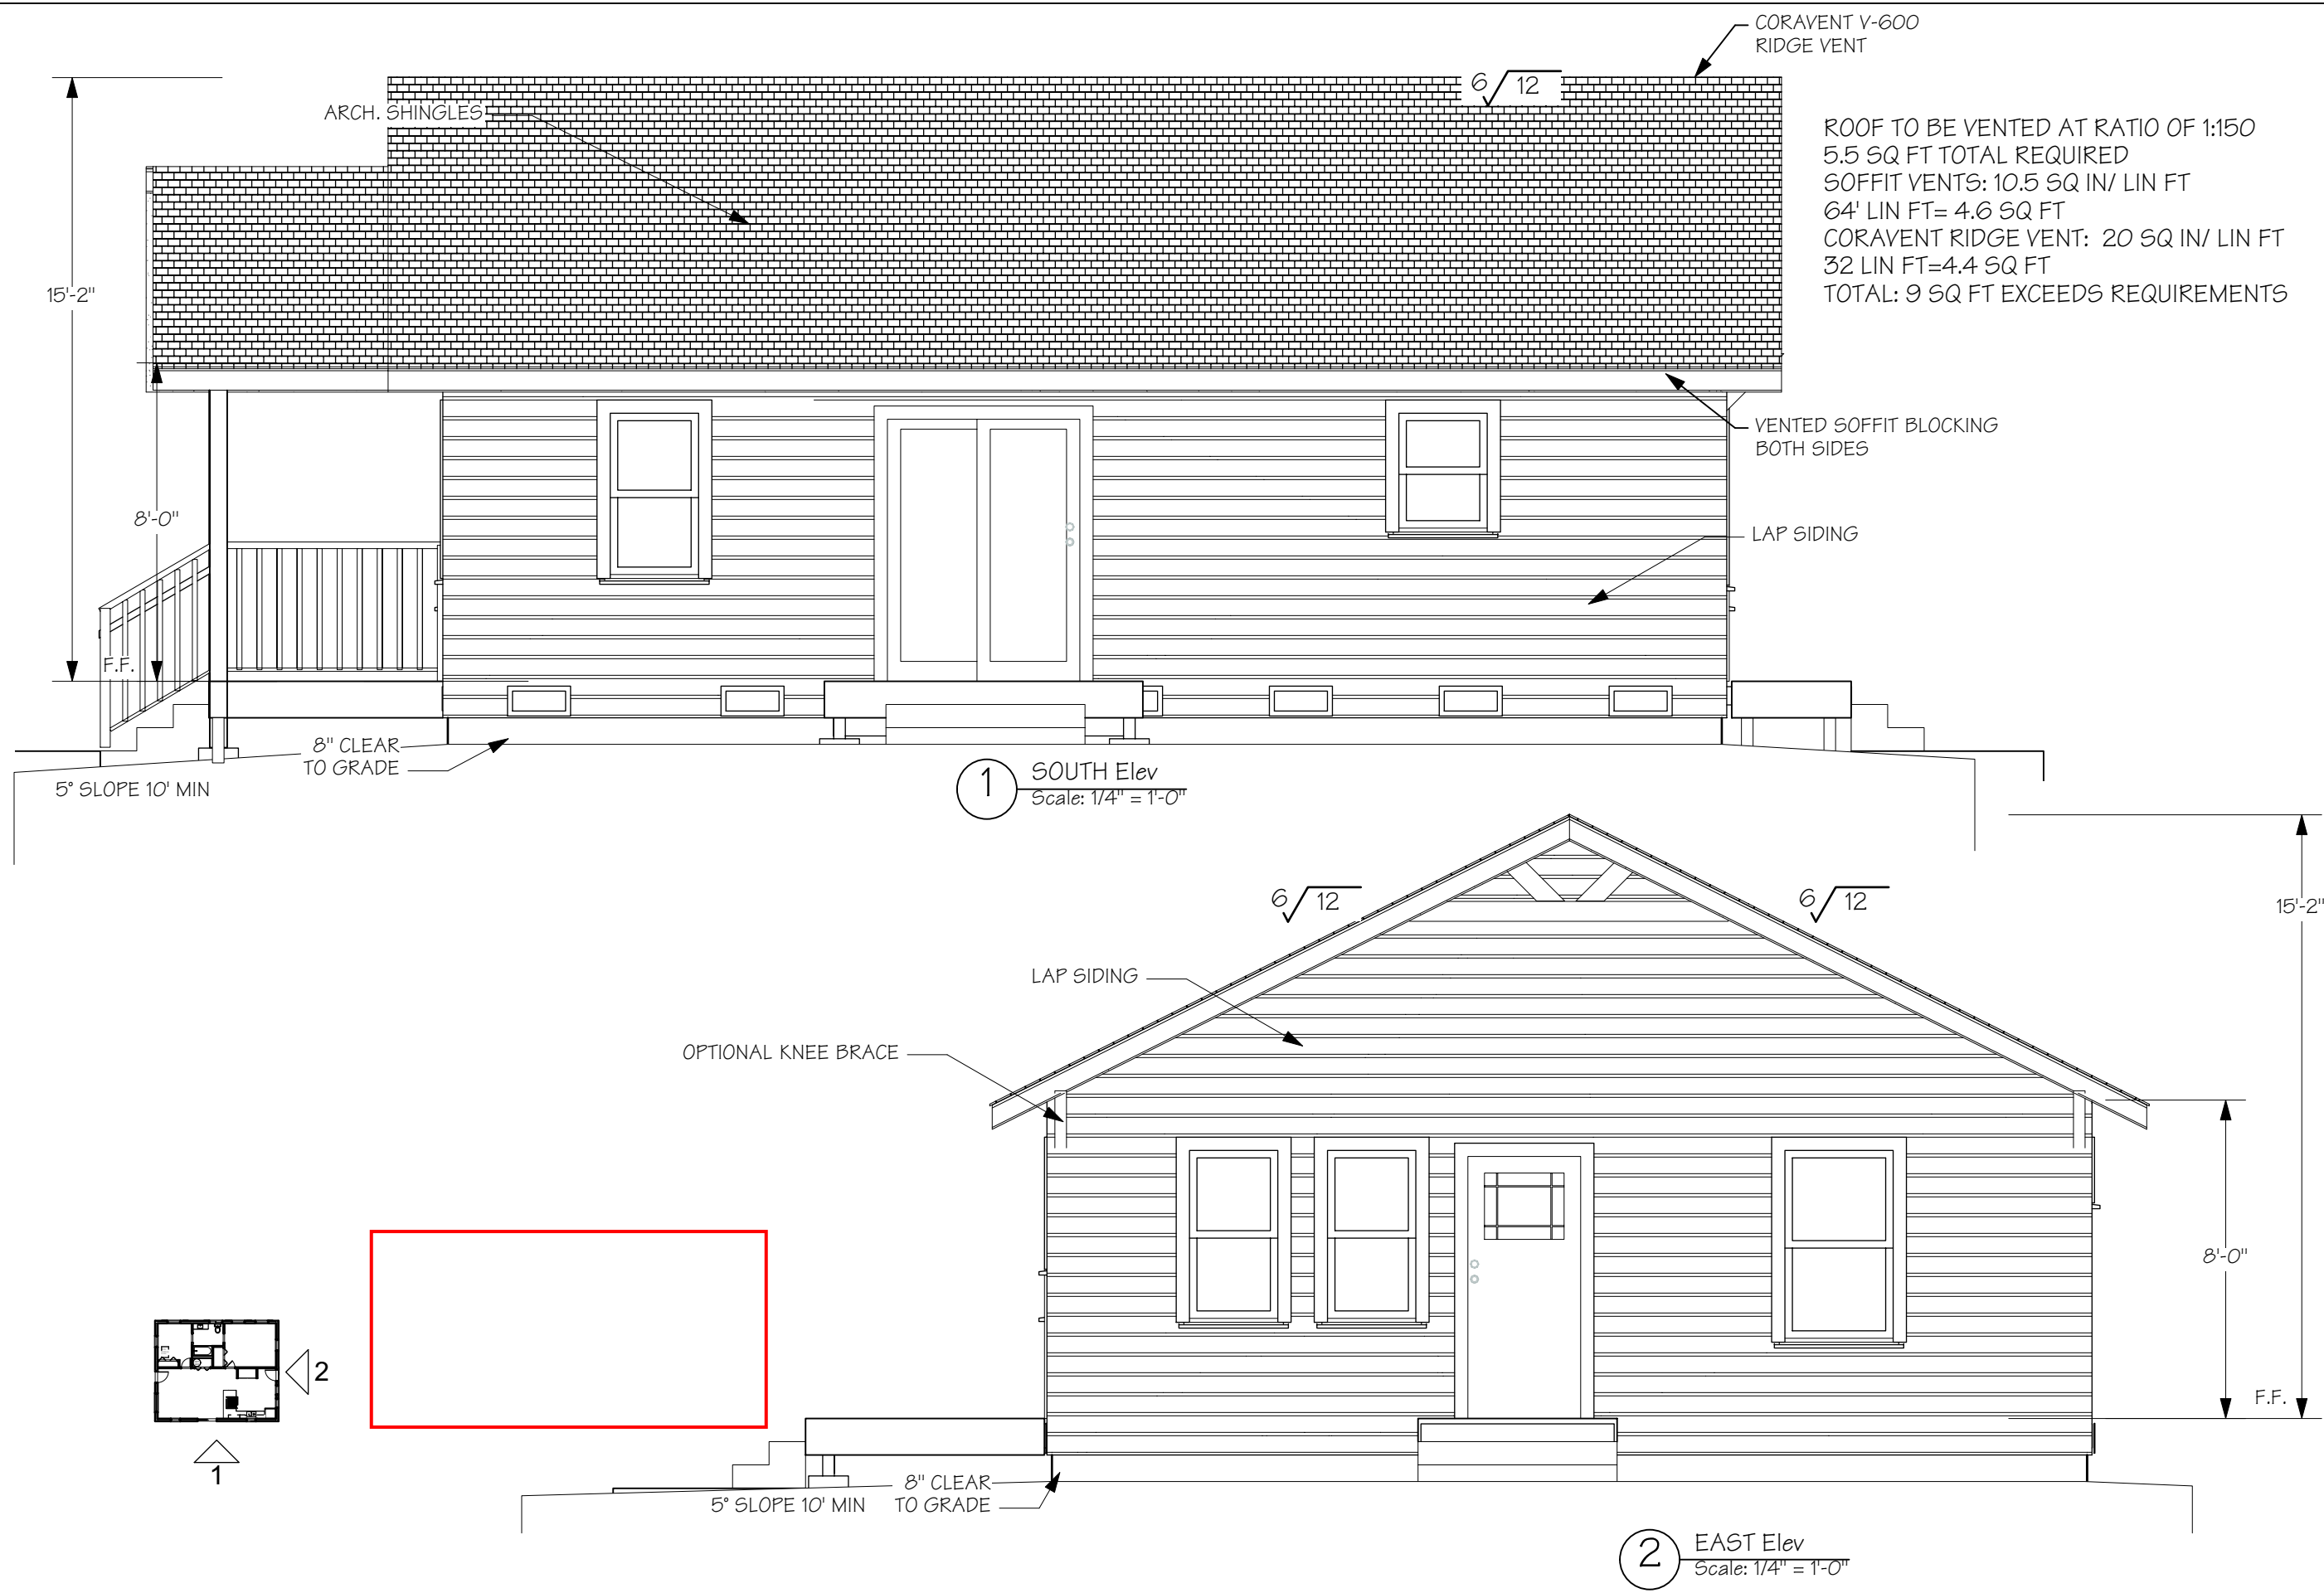 CORAVENT V-600
RIDGE VENT
6 12
ARCH. SHINGLES
ROOF TO BE VENTED AT RATIO OF 1:150
5.5 SQ FT TOTAL REQUIRED
SOFFIT VENTS: 10.5 SQ IN/ LIN FT
64' LIN FT= 4.6 SQ FT
CORAVENT RIDGE VENT: 20 SQ IN/ LIN FT
32 LIN FT=4.4 SQ FT
TOTAL: 9 SQ FT EXCEEDS REQUIREMENTS
15'-2"
VENTED SOFFIT BLOCKING
BOTH SIDES
8'-0"
LAP SIDING
F.F.
8" CLEAR
TO GRADE
5° SLOPE 10' MIN
1
SOUTH Elev
Scale: 1/4" = 1'-0"
6 12
6 12
15'-2"
LAP SIDING
OPTIONAL KNEE BRACE
8'-0"
F.F.
2
1
8" CLEAR
TO GRADE
5° SLOPE 10' MIN
2
EAST Elev
Scale: 1/4" = 1'-0"